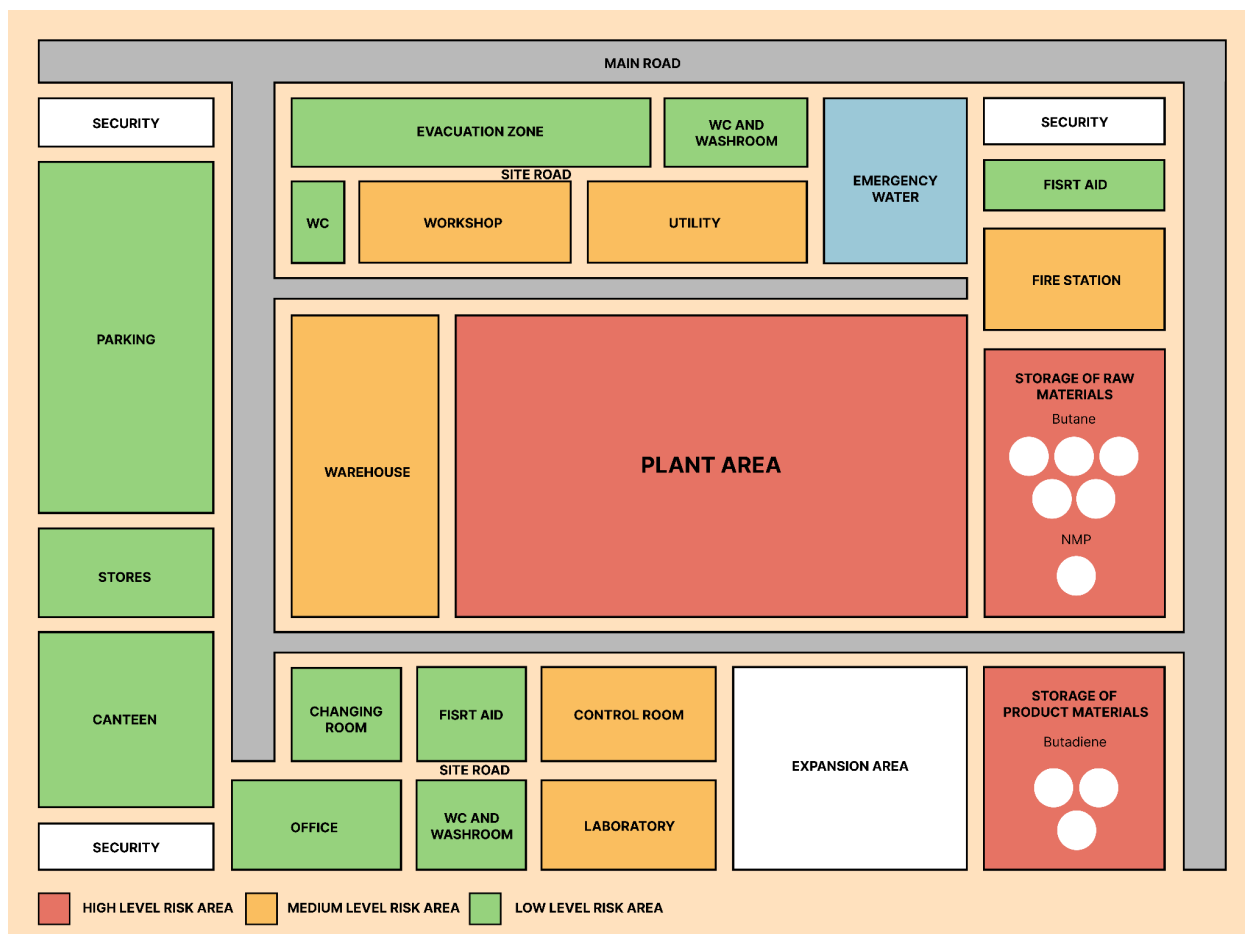 MAIN ROAD
SECURITY
EVACUATION ZONE
WC AND
WASHROOM
EMERGENCY
WATER
SECURITY
FISRT AID
SITE ROAD
WC
WORKSHOP
UTILITY
FIRE STATION
PARKING
WAREHOUSE
PLANT AREA
STORAGE OF RAW
MATERIALS
Butane
NMP
STORES
CANTEEN
CHANGING
ROOM
FISRT AID
CONTROL ROOM
EXPANSION AREA
STORAGE OF
PRODUCT MATERIALS
Butadiene
SITE ROAD
OFFICE
WC AND
WASHROOM
LABORATORY
SECURITY
HIGH LEVEL RISK AREA
MEDIUM LEVEL RISK AREA
LOW LEVEL RISK AREA